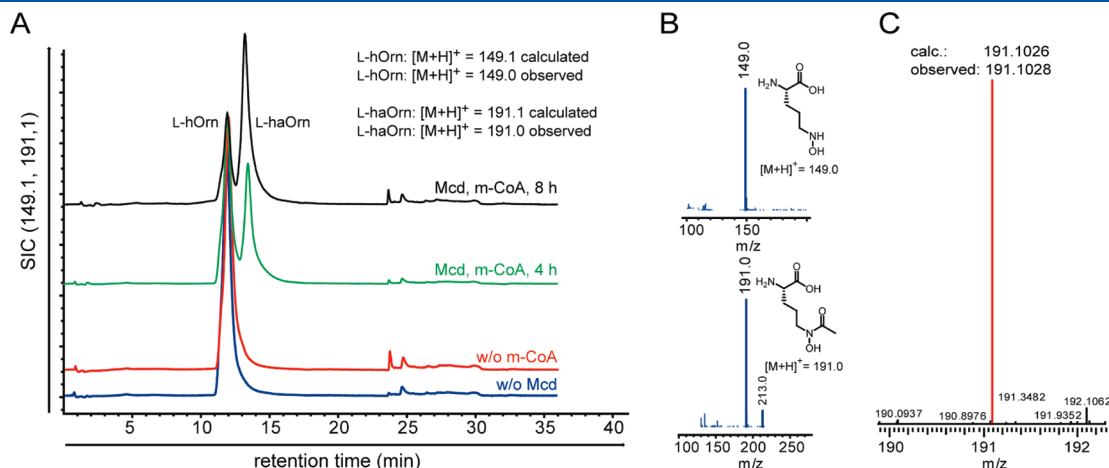 A
SIC (149.1, 191,1)
L-hOrn: [M+H]+ = 149.1 calculated
L-hOrn: [M+H]+ = 149.0 observed
L-haOrn: [M+H]+ = 191.1 calculated
L-haOrn: [M+H]+ = 191.0 observed
L-hOrn
L-haOrn
Mcd, m-CoA, 8 h
Mcd, m-CoA, 4 h
w/o m-CoA
w/o Mcd
5 10 15 20 25 30 35 40
retention time (min)
B
149.0
H2N
O
OH
NH
OH
[M+H]+= 149.0
100 150
m/z
191.0
H2N
O
OH
N
O
OH
[M+H]+= 191.0
213.0
100 150 200 250
m/z
C
calc.: 191.1026
observed: 191.1028
190.0937
190.8976
191.3482
191.9352
192.1062
190 191 192
m/z